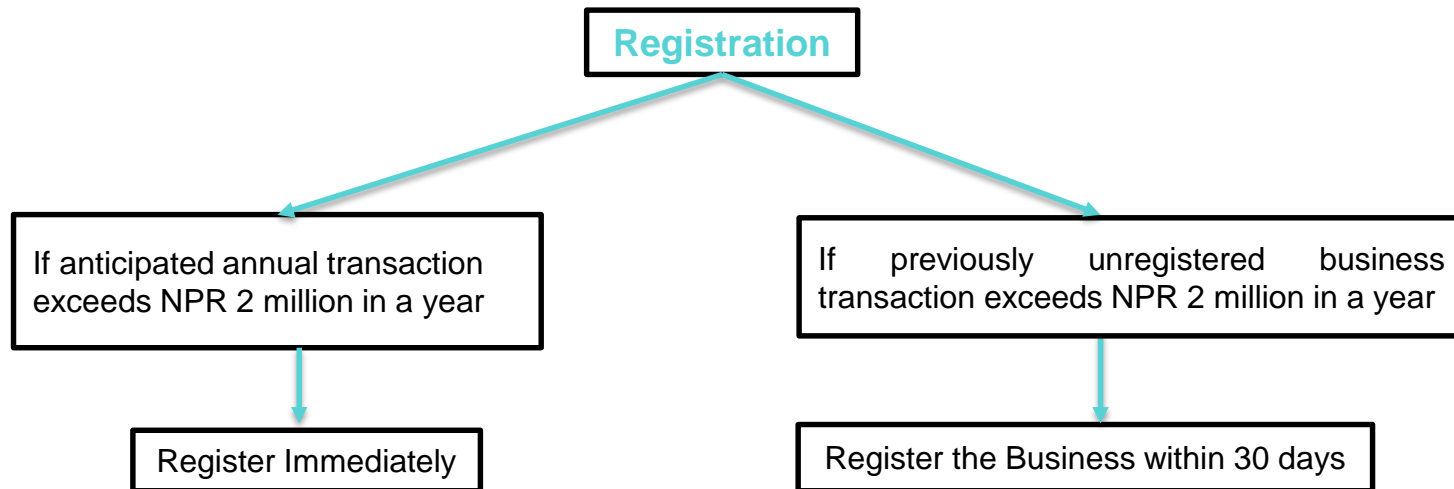 Registration
If anticipated annual transaction
exceeds NPR 2 million in a year
If previously unregistered business
transaction exceeds NPR 2 million in a year
Register Immediately
Register the Business within 30 days